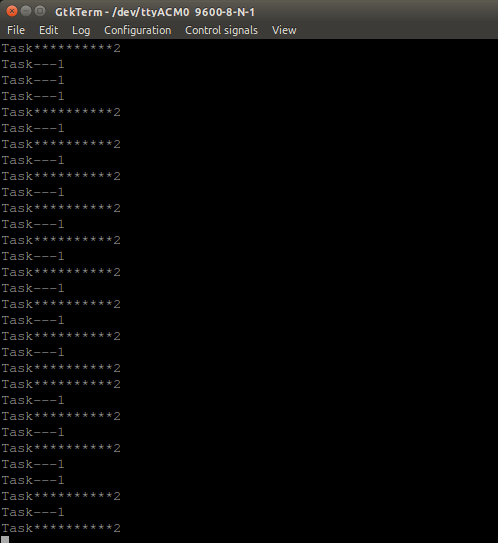 GtkTerm - /dev/ttyACM0 9600-8-N-1
File Edit Log Configuration Control signals View
Task**********2
Task---1
Task---1
Task---1
Task**********2
Task---1
Task**********2
Task---1
Task**********2
Task---1
Task**********2
Task---1
Task**********2
Task---1
Task**********2
Task---1
Task**********2
Task---1
Task**********2
Task---1
Task**********2
Task**********2
Task---1
Task**********2
Task---1
Task**********2
Task---1
Task---1
Task**********2
Task---1
Task**********2